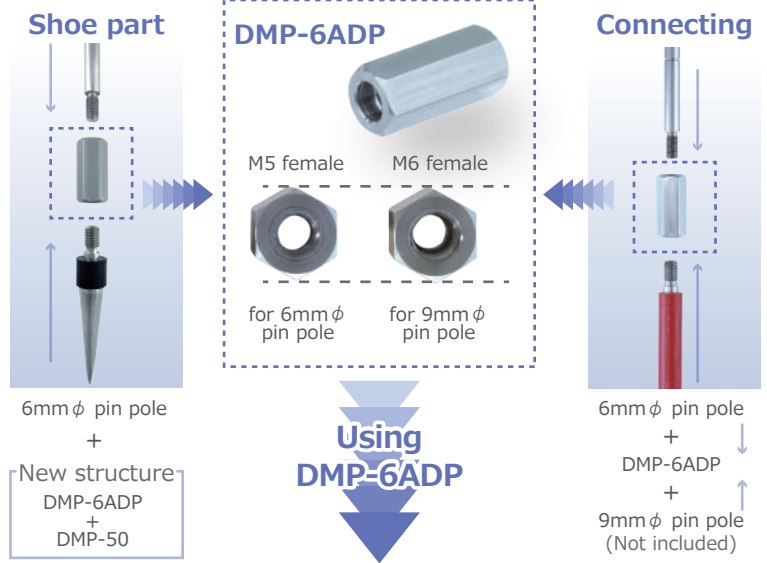 Shoe part
DMP-6ADP
Connecting
M5 female
M6 female
for 6mmφ
pin pole
for 9mmφ
pin pole
6mmφ pin pole
+
New structure
DMP-6ADP
+
DMP-50
Using
DMP-6ADP
6mmφ pin pole
+
DMP-6ADP
+
9mmφ pin pole
(Not included)